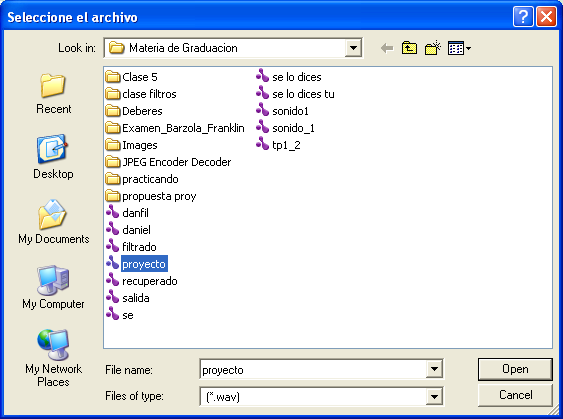 Seleccione el archivo
Look in: Materia de Graduacion
Recent
Desktop
My Documents
My Computer
My Network
Places
Clase 5
clase filtros
Deberes
Examen_Barzola_Franklin
Images
JPEG Encoder Decoder
practicando
propuesta proy
danfil
daniel
filtrado
proyecto
recuperado
salida
se
se lo dices
se lo dices tu
sonido1
sonido_1
tp1_2
File name: proyecto
Open
Files of type: (*.wav)
Cancel